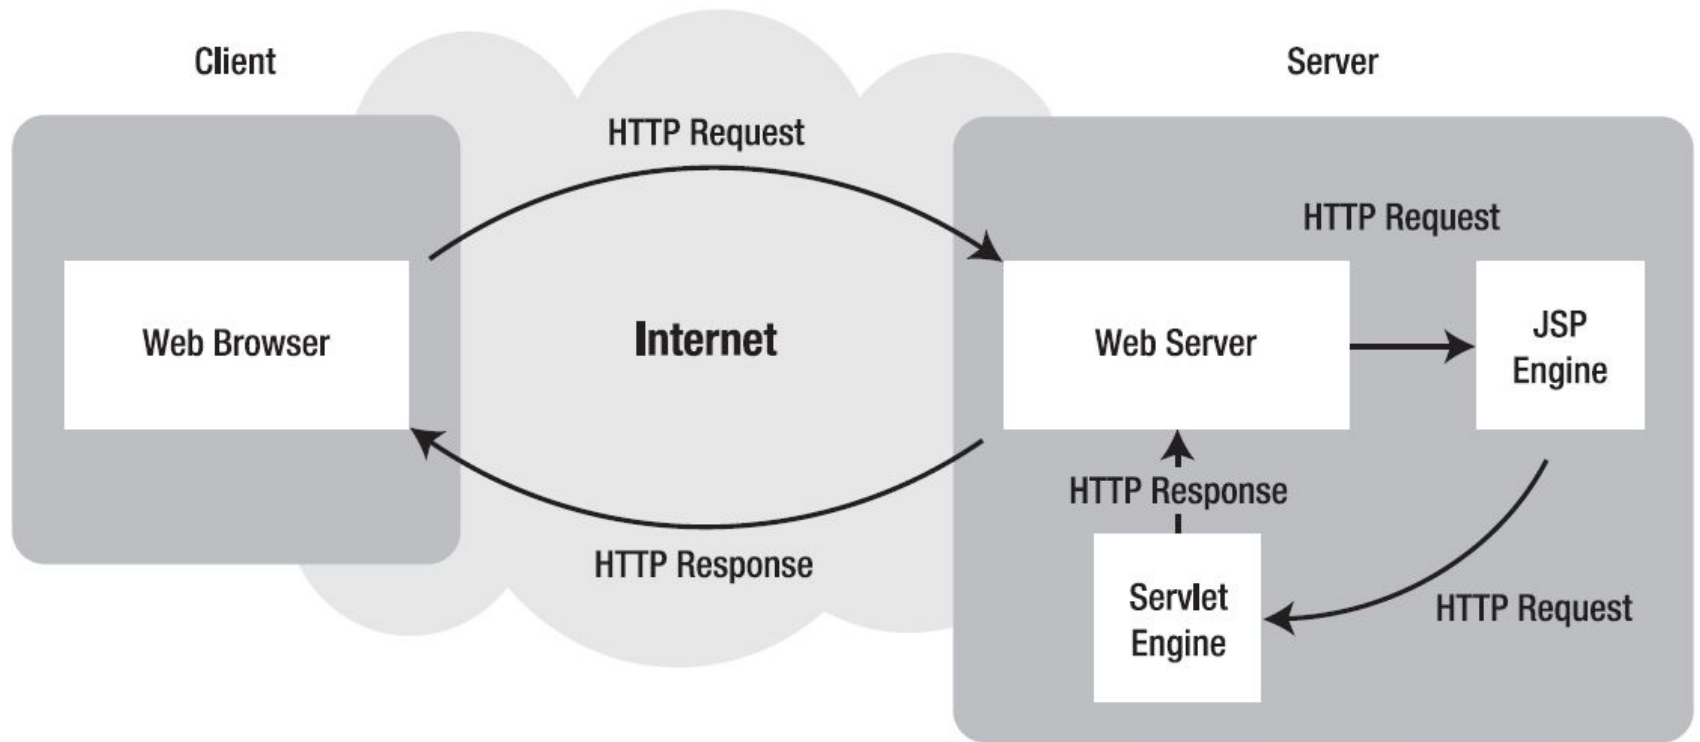 Client
Server
HTTP Request
HTTP Request
Web Browser
Internet
Web Server
JSP
Engine
HTTP Response
HTTP Response
Servlet
Engine
HTTP Request